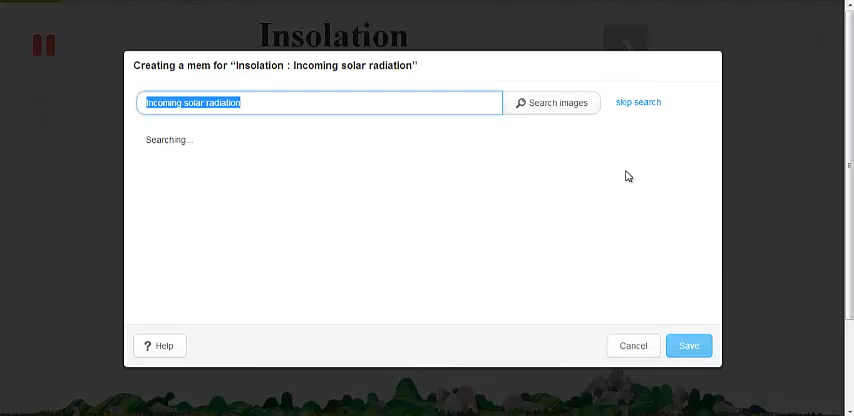 Insolation
Creating a mem for “Insolation : Incoming solar radiation”
Incoming solar radiation
Search images
skip search
Searching...
? Help
Cancel
Save